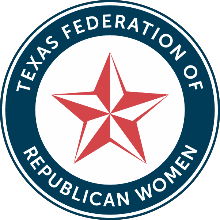 TEXAS FEDERATION OF
REPUBLICAN WOMEN